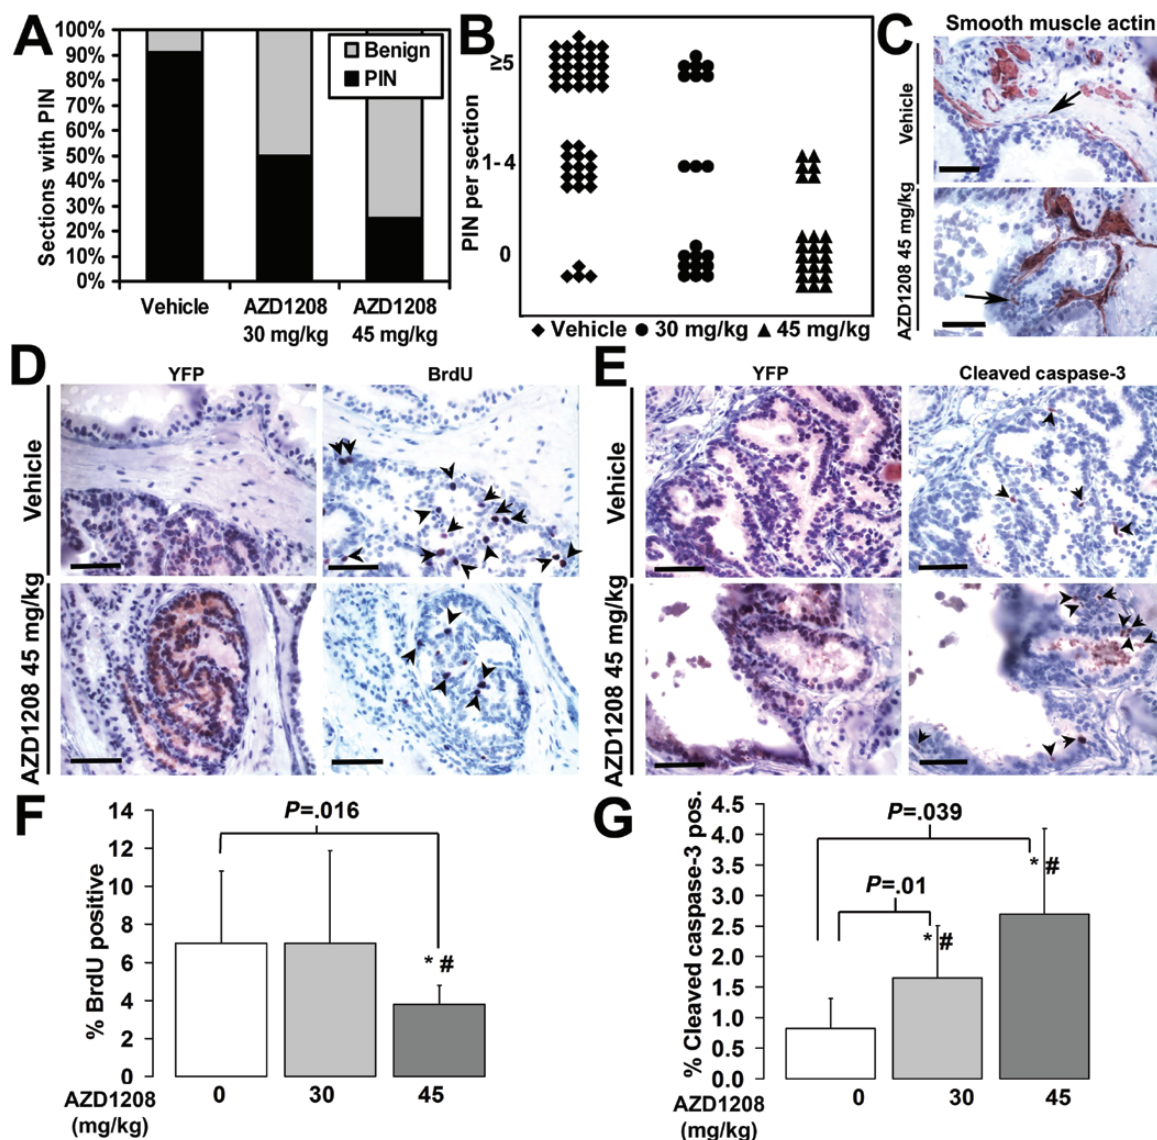 A
100%
90%
80%
70%
60%
50%
40%
30%
20%
10%
0%
Sections with PIN
Benign
PIN
Vehicle
AZD1208
30 mg/kg
AZD1208
45 mg/kg
B
PIN per section
≥5
1-4
0
Vehicle 30 mg/kg 45 mg/kg
C
Smooth muscle actin
Vehicle
AZD1208 45 mg/kg
D
YFP
BrdU
Vehicle
AZD1208 45 mg/kg
E
YFP
Cleaved caspase-3
Vehicle
AZD1208 45 mg/kg
F
% BrdU positive
14
12
10
8
6
4
2
0
P=.016
* #
AZD1208
(mg/kg)
0 30 45
G
% Cleaved caspase-3 pos.
4.5
4.0
3.5
3.0
2.5
2.0
1.5
1.0
0.5
0.0
P=.039
P=.01
* #
* #
AZD1208
(mg/kg)
0 30 45